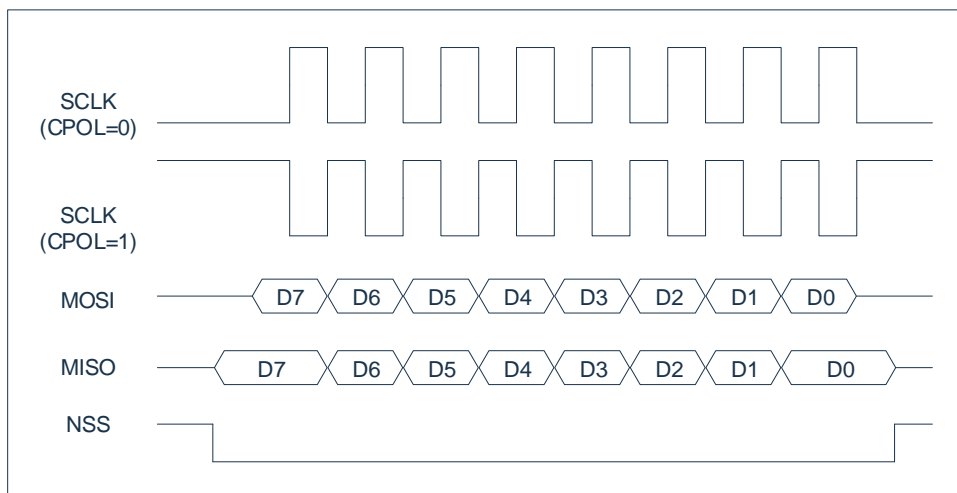 SCLK
(CPOL=0)
SCLK
(CPOL=1)
MOSI D7 D6 D5 D4 D3 D2 D1 D0
MISO D7 D6 D5 D4 D3 D2 D1 D0
NSS